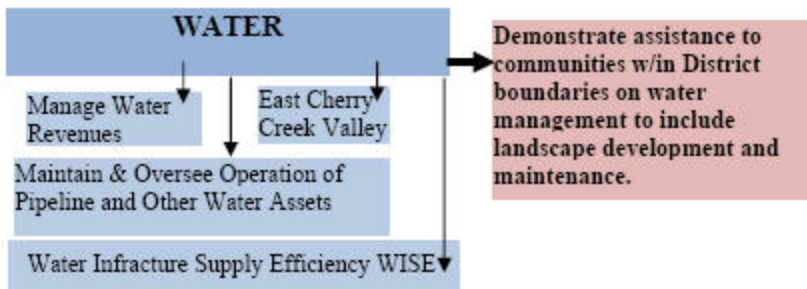 WATER
Demonstrate assistance to
communities w/in District
boundaries on water
management to include
landscape development and
maintenance.
Manage Water
Revenues
East Cherry
Creek Valley
Maintain & Oversee Operation of
Pipeline and Other Water Assets
Water Infracture Supply Efficiency WISE